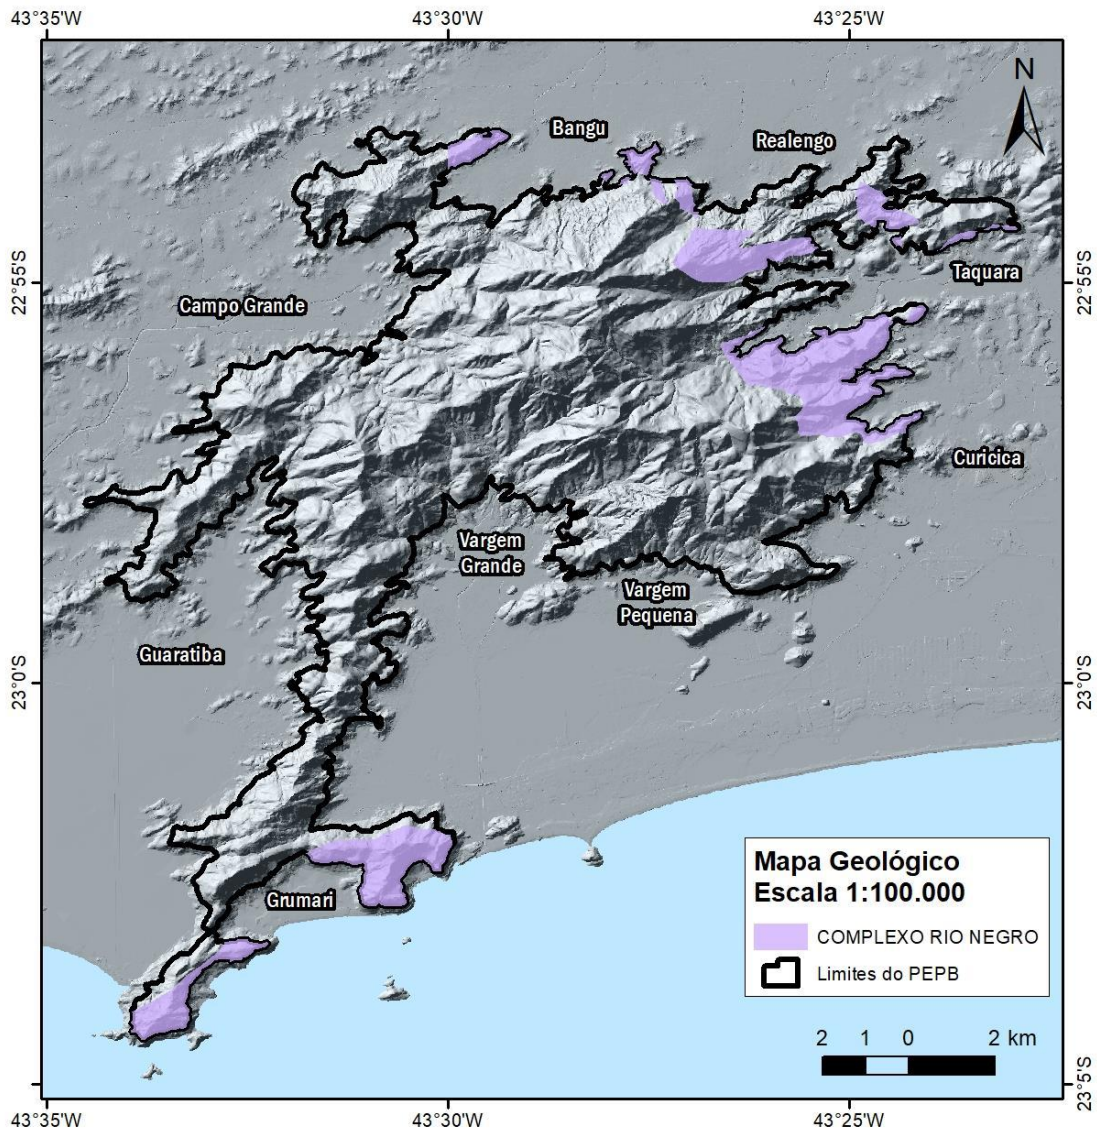 43°35'W 43°30'W 43°25'W
N
Bangu
Realengo
Taquara
22°55'S 22°55'S
Campo Grande
Curicica
Vargem
Grande
Vargem
Pequena
Guaratiba
23°0'S 23°0'S
Grumari
Mapa Geológico
Escala 1:100.000
COMPLEXO RIO NEGRO
Limites do PEPB
2 1 0 2 km
23°5'S 23°5'S
43°35'W 43°30'W 43°25'W